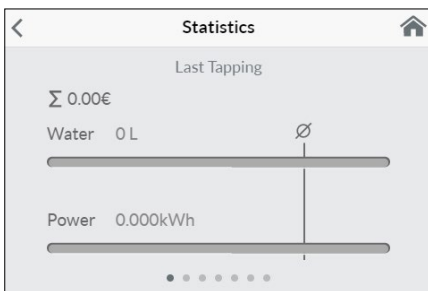 Statistics
Last Tapping
Σ 0.00€
Water 0 L Ø
Power 0.000kWh